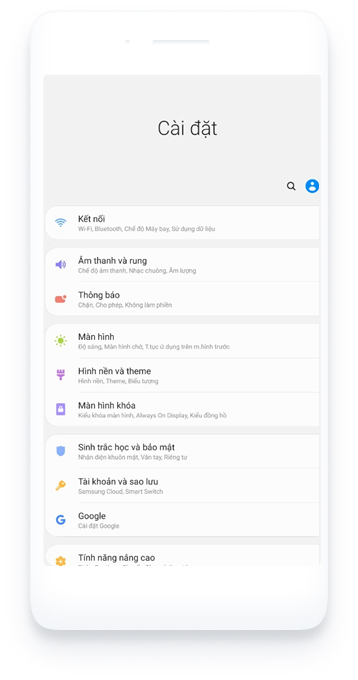 Cài đặt
Kết nối
Wi-Fi, Bluetooth, Chế độ Máy bay, Sử dụng dữ liệu
Âm thanh và rung
Chế độ âm thanh, Nhạc chuông, Âm lượng
Thông báo
Chặn, Cho phép, Không làm phiền
Màn hình
Độ sáng, Màn hình chờ, T.tục ứ.dụng trên m.hình trước
Hình nền và theme
Hình nền, Theme, Biểu tượng
Màn hình khóa
Kiểu khóa màn hình, Always On Display, Kiểu đồng hồ
Sinh trắc học và bảo mật
Nhận diện khuôn mặt, Vân tay, Riêng tư
Tài khoản và sao lưu
Samsung Cloud, Smart Switch
Google
Cài đặt Google
Tính năng nâng cao